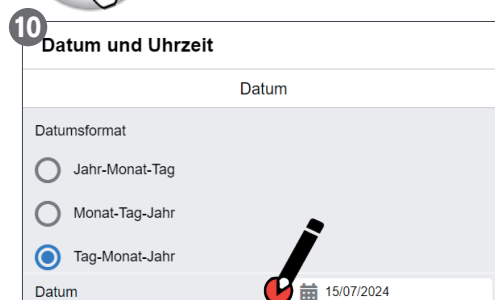 10
Datum und Uhrzeit
Datum
Datumsformat
Jahr-Monat-Tag
Monat-Tag-Jahr
Tag-Monat-Jahr
Datum 15/07/2024